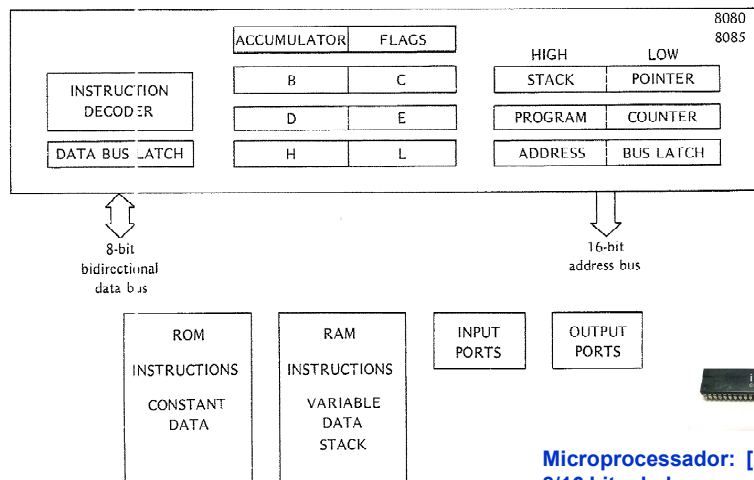 8080
8085
ACCUMULATOR FLAGS
HIGH LOW
INSTRUCTION
DECODER
B C
STACK POINTER
D E
PROGRAM COUNTER
DATA BUS LATCH
H L
ADDRESS BUS LATCH
8-bit
bidirectional
data bus
16-bit
address bus
ROM
INSTRUCTIONS
CONSTANT
DATA
RAM
INSTRUCTIONS
VARIABLE
DATA
STACK
INPUT
PORTS
OUTPUT
PORTS
Microprocessador: [